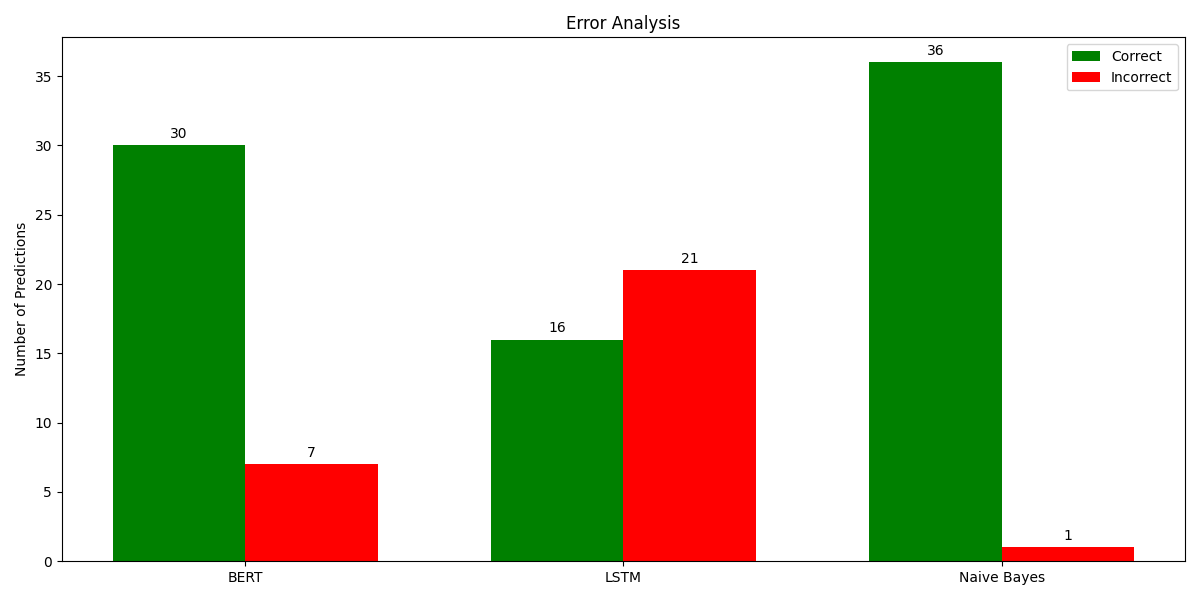 Error Analysis
Correct
Incorrect
Number of Predictions
35
30
25
20
15
10
5
0
30
7
16
21
36
1
BERT
LSTM
Naive Bayes